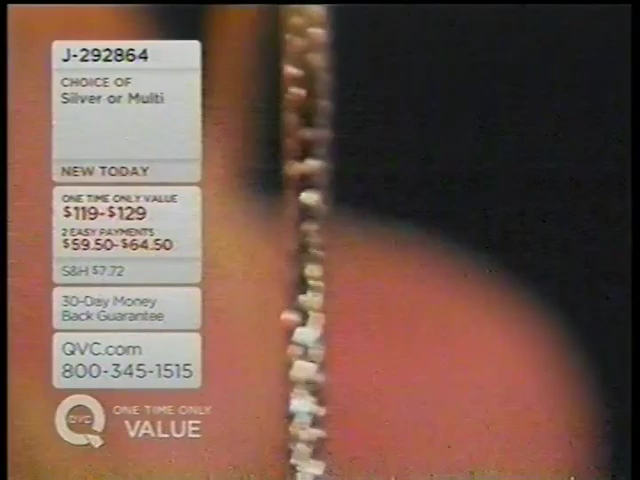 J-292864
CHOICE OF
Silver or Multi
NEW TODAY
ONE TIME ONLY VALUE
$119-$129
2 EASY PAYMENTS
$59.50-$64.50
S&H $7.72
30-Day Money
Back Guarantee
QVC.com
800-345-1515
QVC
ONE TIME ONLY
VALUE